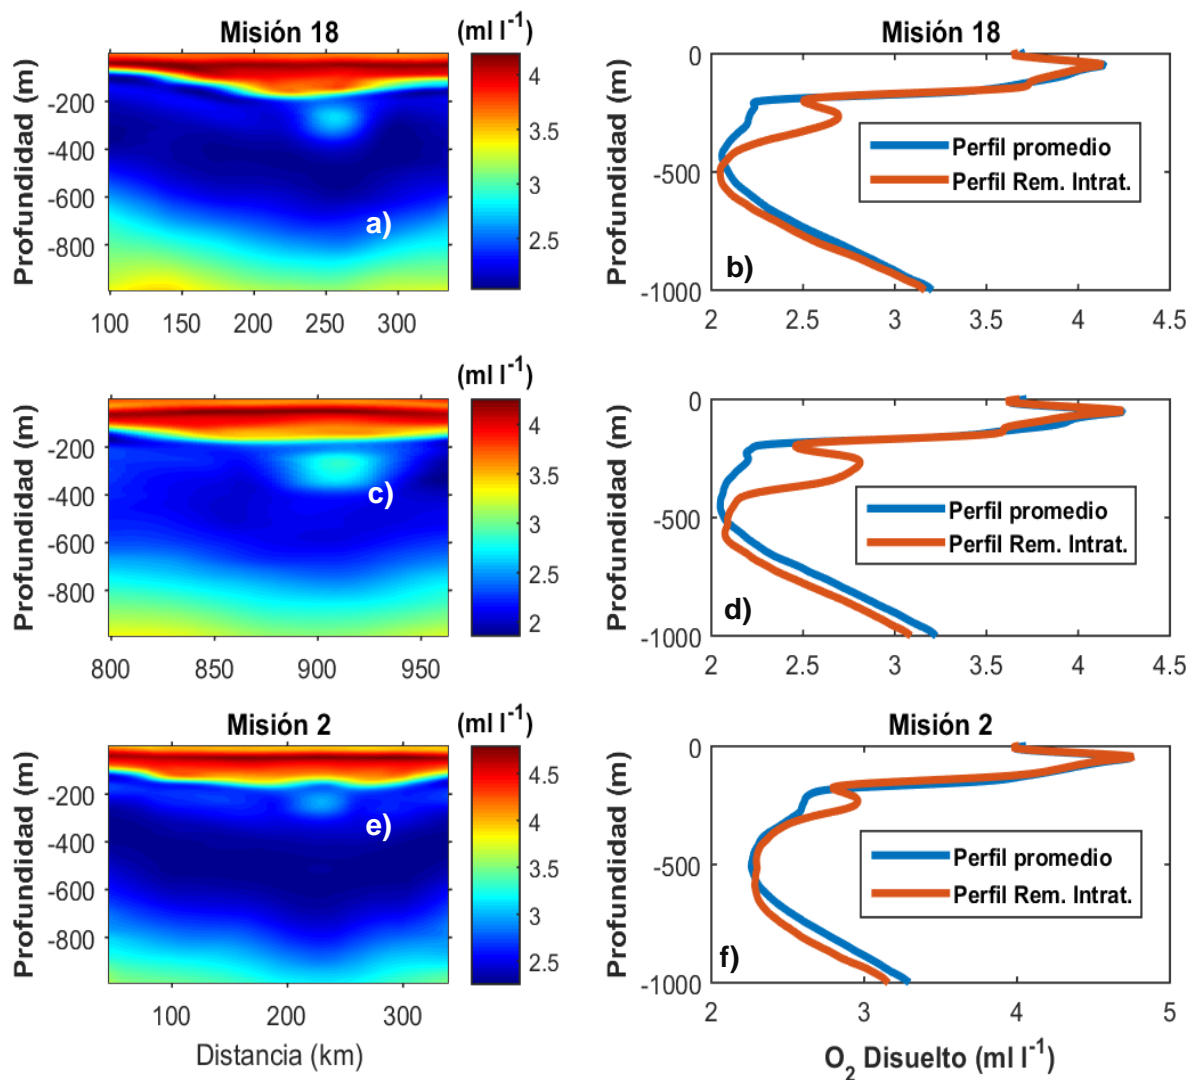 Misión 18
(ml l-1)
Profundidad (m)
-200
-400
-600
-800
100 150 200 250 300
4
3.5
3
2.5
a)
Misión 18
Profundidad (m)
0
-500
-1000
2 2.5 3 3.5 4 4.5
Perfil promedio
Perfil Rem. Intrat.
b)
(ml l-1)
Profundidad (m)
-200
-400
-600
-800
800 850 900 950
4
3.5
3
2.5
2
c)
Profundidad (m)
0
-500
-1000
2 2.5 3 3.5 4 4.5
Perfil promedio
Perfil Rem. Intrat.
d)
Misión 2
(ml l-1)
Profundidad (m)
-200
-400
-600
-800
100 200 300
Distancia (km)
4.5
4
3.5
3
2.5
e)
Misión 2
Profundidad (m)
0
-500
-1000
2 3 4 5
O2 Disuelto (ml l-1)
Perfil promedio
Perfil Rem. Intrat.
f)